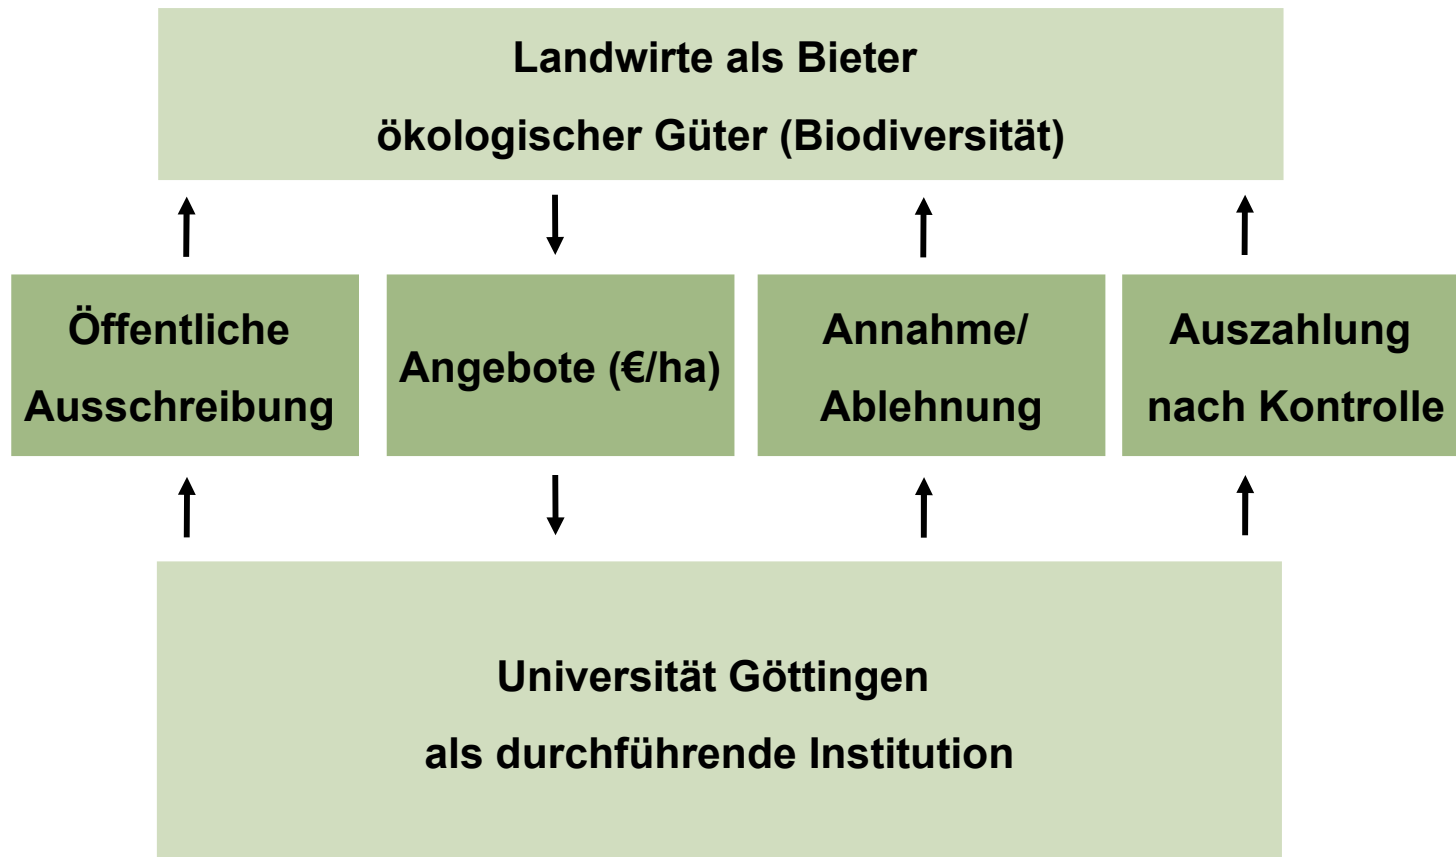 Landwirte als Bieter
ökologischer Güter (Biodiversität)
Öffentliche
Ausschreibung
Angebote (€/ha)
Annahme/
Ablehnung
Auszahlung
nach Kontrolle
Universität Göttingen
als durchführende Institution